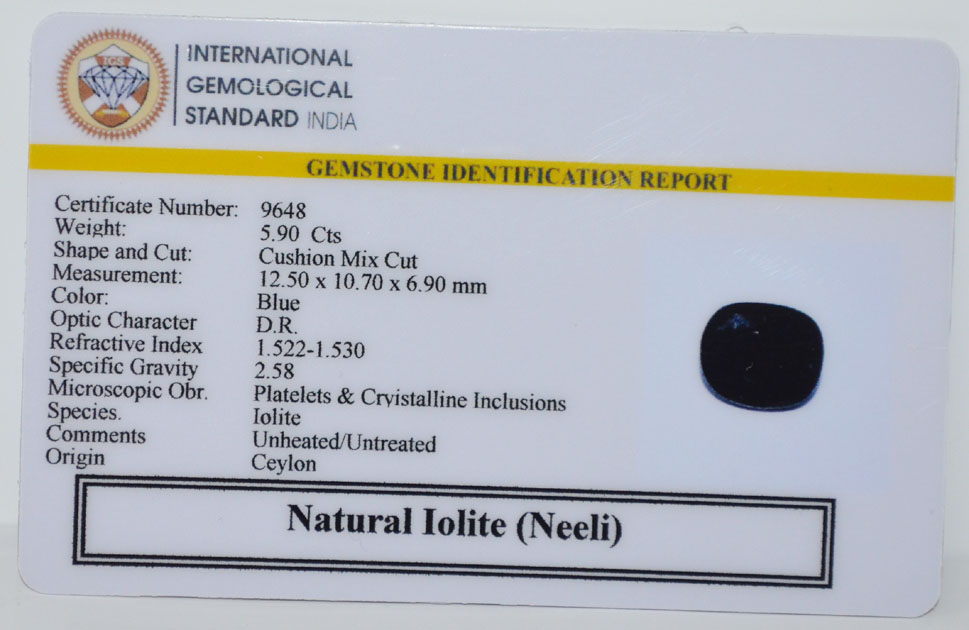 IGS
INTERNATIONAL
GEMOLOGICAL
STANDARD INDIA
GEMSTONE IDENTIFICATION REPORT
Certificate Number: 9648
Weight: 5.90 Cts
Shape and Cut: Cushion Mix Cut
Measurement: 12.50 x 10.70 x 6.90 mm
Color: Blue
Optic Character D.R.
Refractive Index 1.522-1.530
Specific Gravity 2.58
Microscopic Obr. Platelets & Crvistalline Inclusions
Species. Iolite
Comments Unheated/Untreated
Origin Ceylon
Natural Iolite (Neeli)